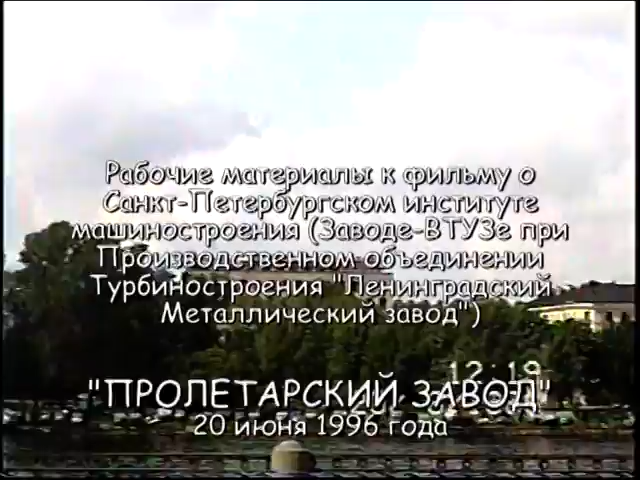 Рабочие материалы к фильму о
Санкт-Петербургском институте
машиностроения (Заводе-ВТУЗе при
Производственном объединении
Турбиностроения "Ленинградский
Металлический завод")
12:19
"ПРОЛЕТАРСКИЙ ЗАВОД"
20 июня 1996 года